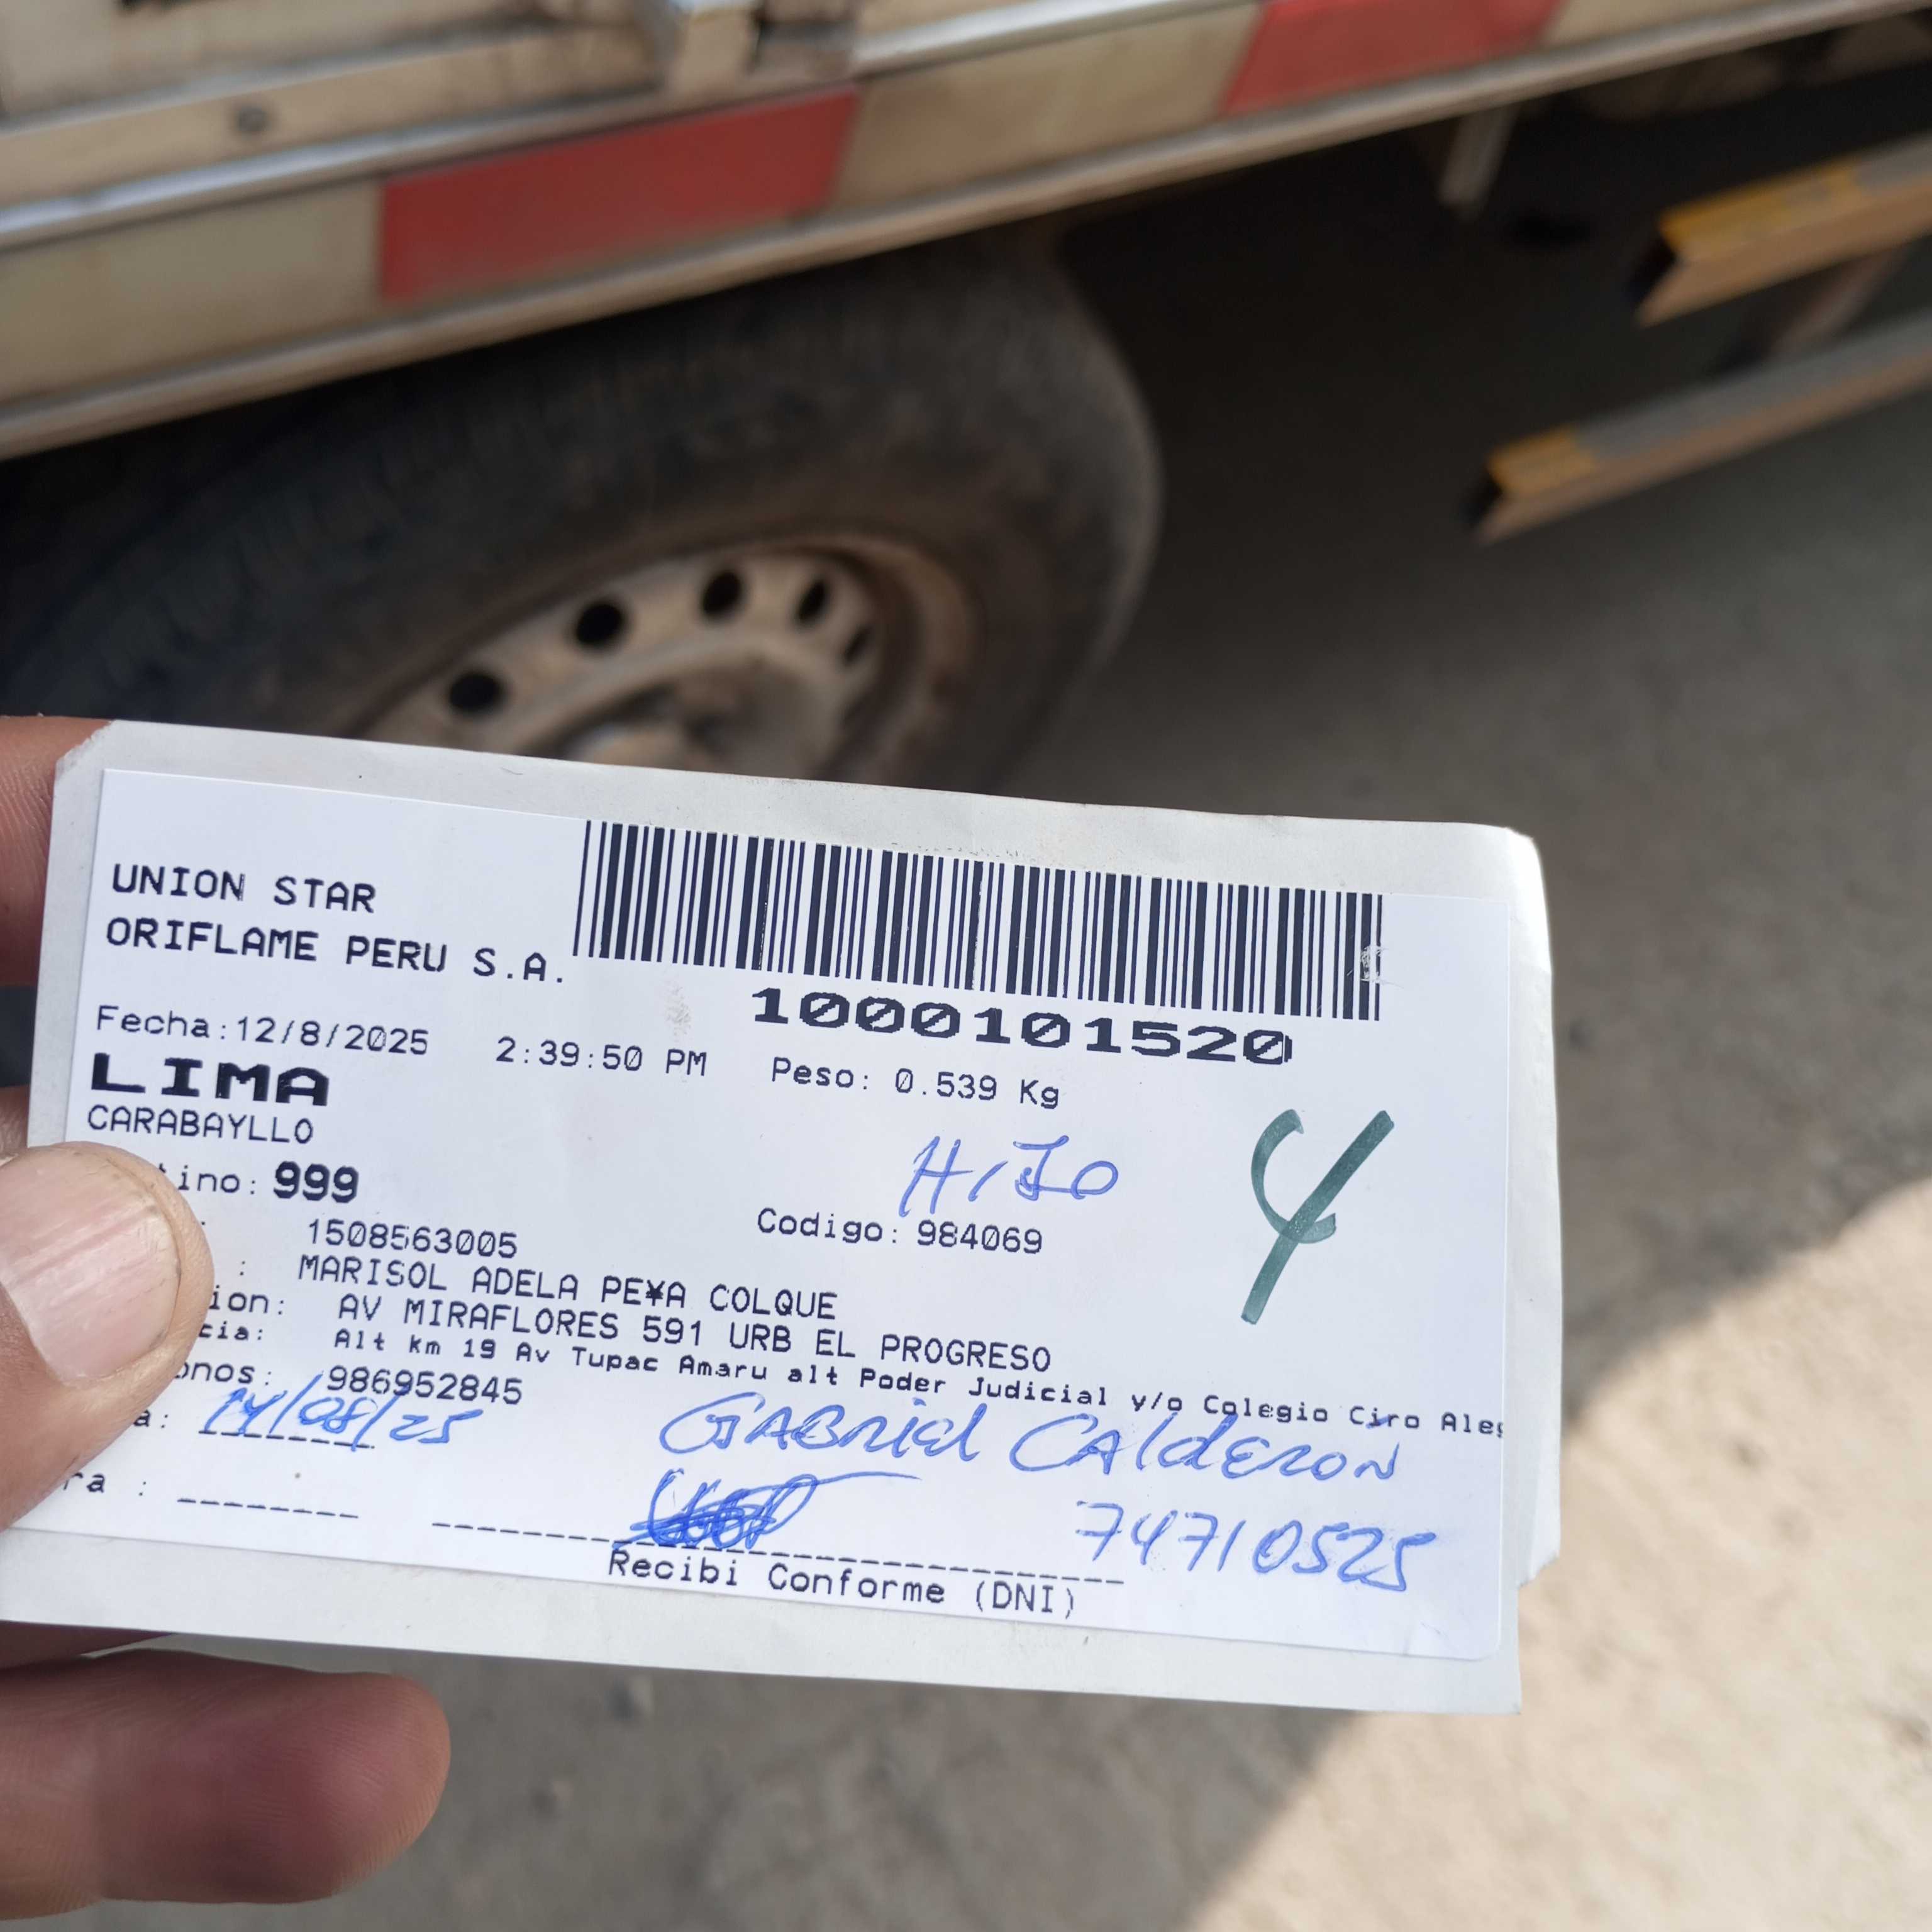 UNION STAR
ORIFLAME PERU S.A.
1000101520
Fecha:12/8/2025 2:39:50 PM Peso: 0.539 Kg
LIMA
CARABAYLLO
HIJO
4
tino: 999
1508563005 Codigo: 984069
: MARISOL ADELA PE¥A COLQUE
ion: AV MIRAFLORES 591 URB EL PROGRESO
cia: Alt km 19 Av Tupac Amaru alt Poder Judicial y/o Colegio Ciro Aleg
onos: 986952845
a: 14/08/25
GABRIEL CALDERON
ra :
74710525
Recibi Conforme (DNI)